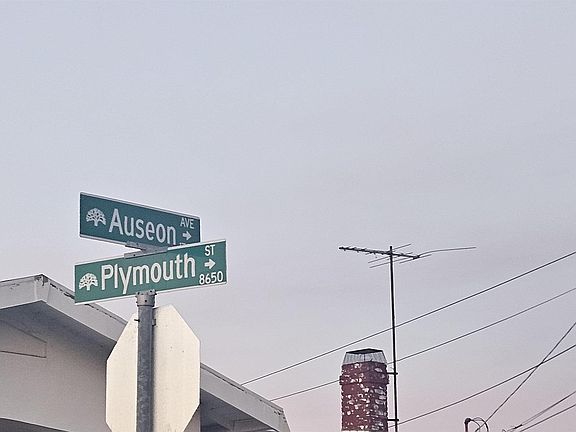 Auseon AVE →
Plymouth ST →
8650